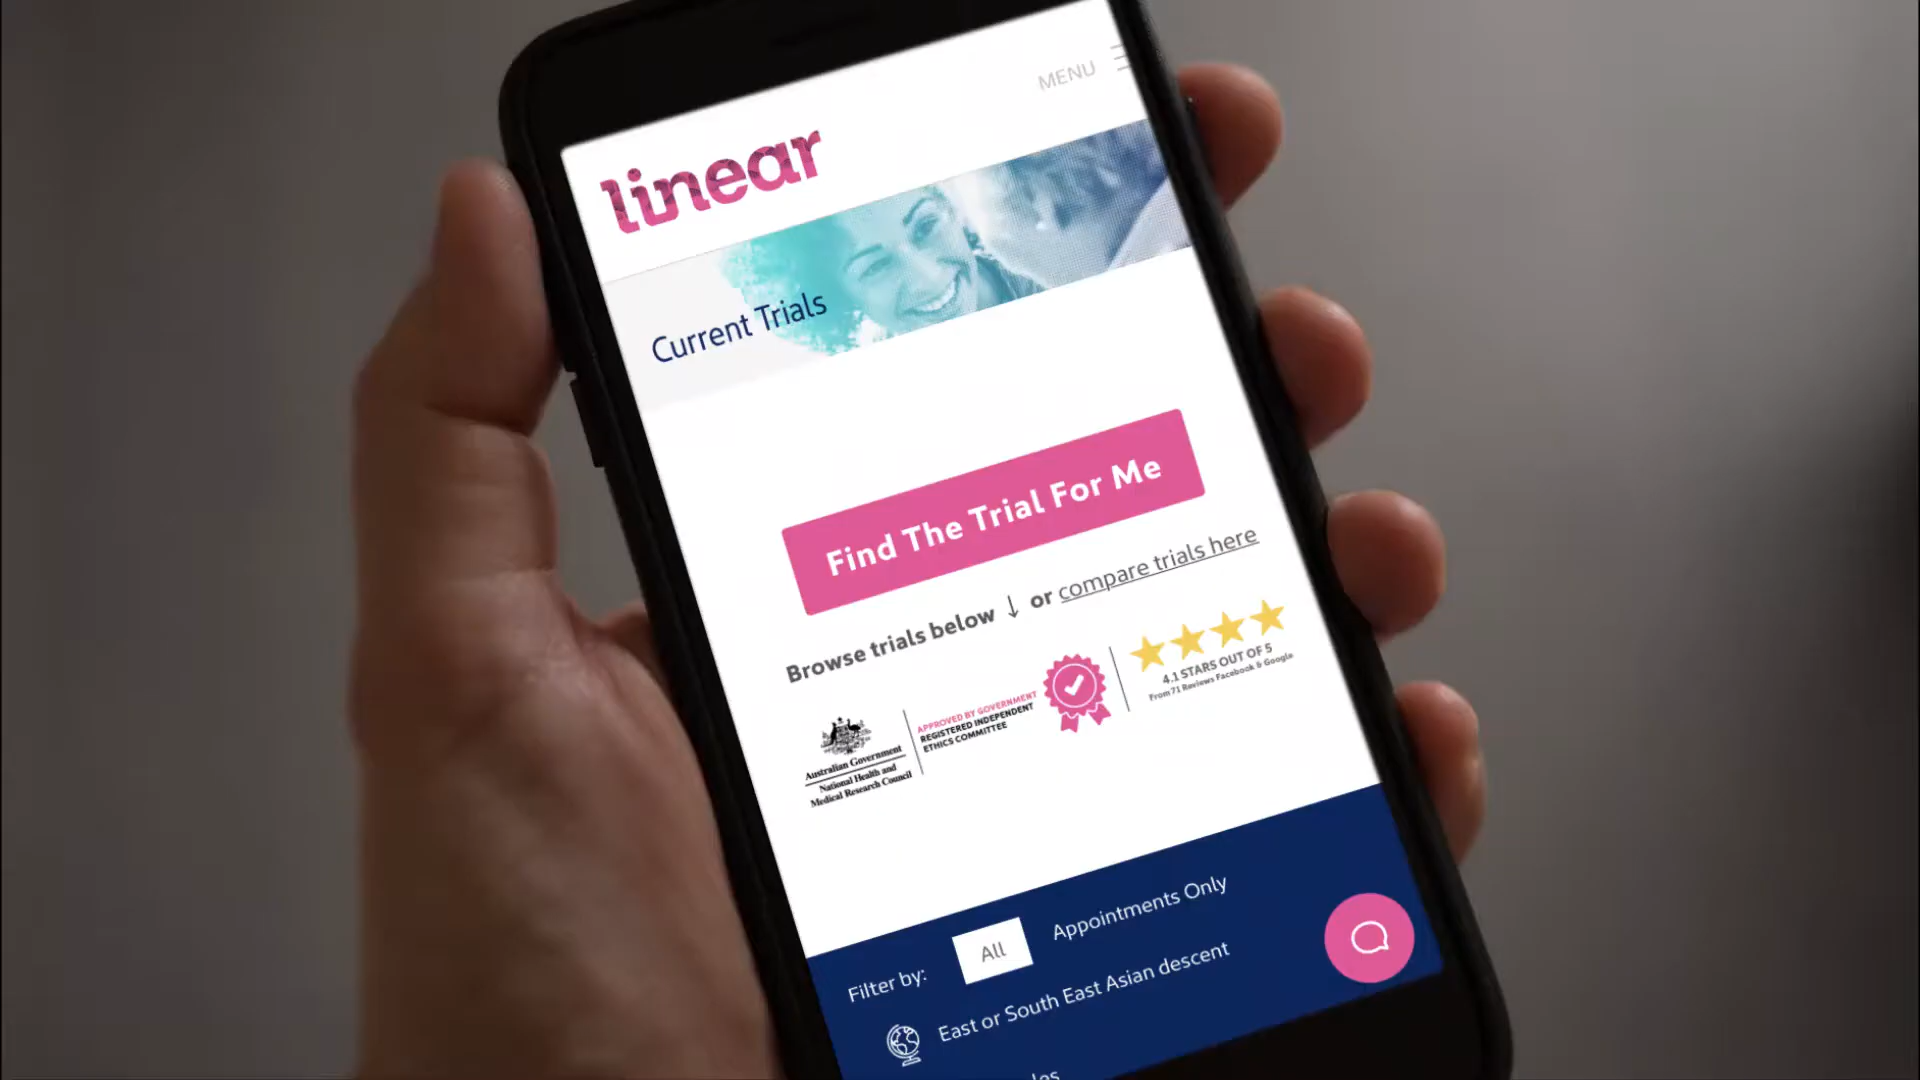 MENU
linear
Current Trials
Find The Trial For Me
Browse trials below ↓ or compare trials here
Australian Government
National Health and
Medical Research Council
APPROVED BY GOVERNMENT
REGISTERED INDEPENDENT
ETHICS COMMITTEE
4.1 STARS OUT OF 5
From 71 Reviews Facebook & Google
Filter by:
All
Appointments Only
East or South East Asian descent